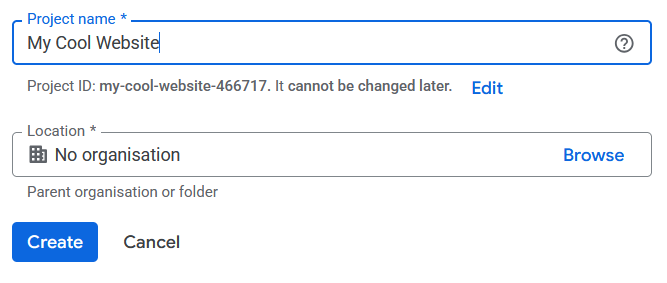 Project name *
My Cool Website
Project ID: my-cool-website-466717. It cannot be changed later. Edit
Location *
No organisation Browse
Parent organisation or folder
Create Cancel